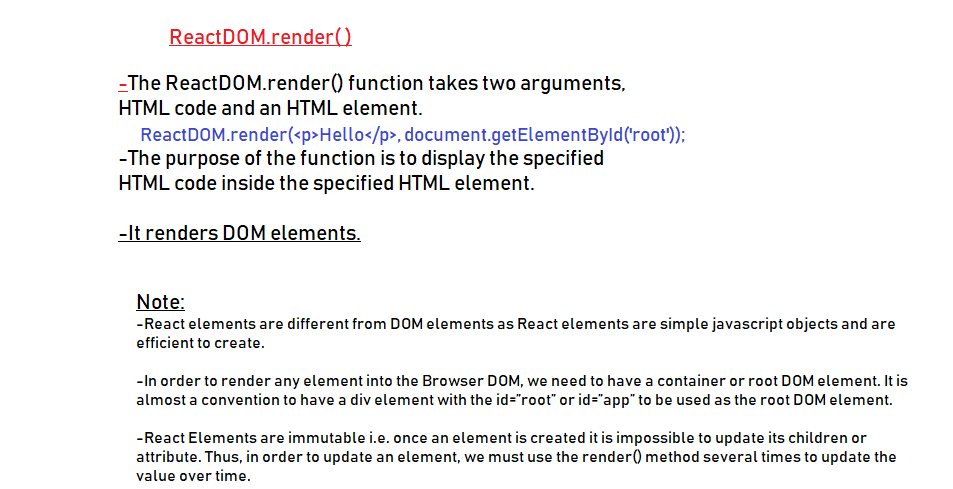 ReactDOM.render()
-The ReactDOM.render() function takes two arguments,
HTML code and an HTML element.
ReactDOM.render(<p>Hello</p>, document.getElementById('root'));
-The purpose of the function is to display the specified
HTML code inside the specified HTML element.
-It renders DOM elements.
Note:
-React elements are different from DOM elements as React elements are simple javascript objects and are
efficient to create.
-In order to render any element into the Browser DOM, we need to have a container or root DOM element. It is
almost a convention to have a div element with the id=”root” or id=”app” to be used as the root DOM element.
-React Elements are immutable i.e. once an element is created it is impossible to update its children or
attribute. Thus, in order to update an element, we must use the render() method several times to update the
value over time.